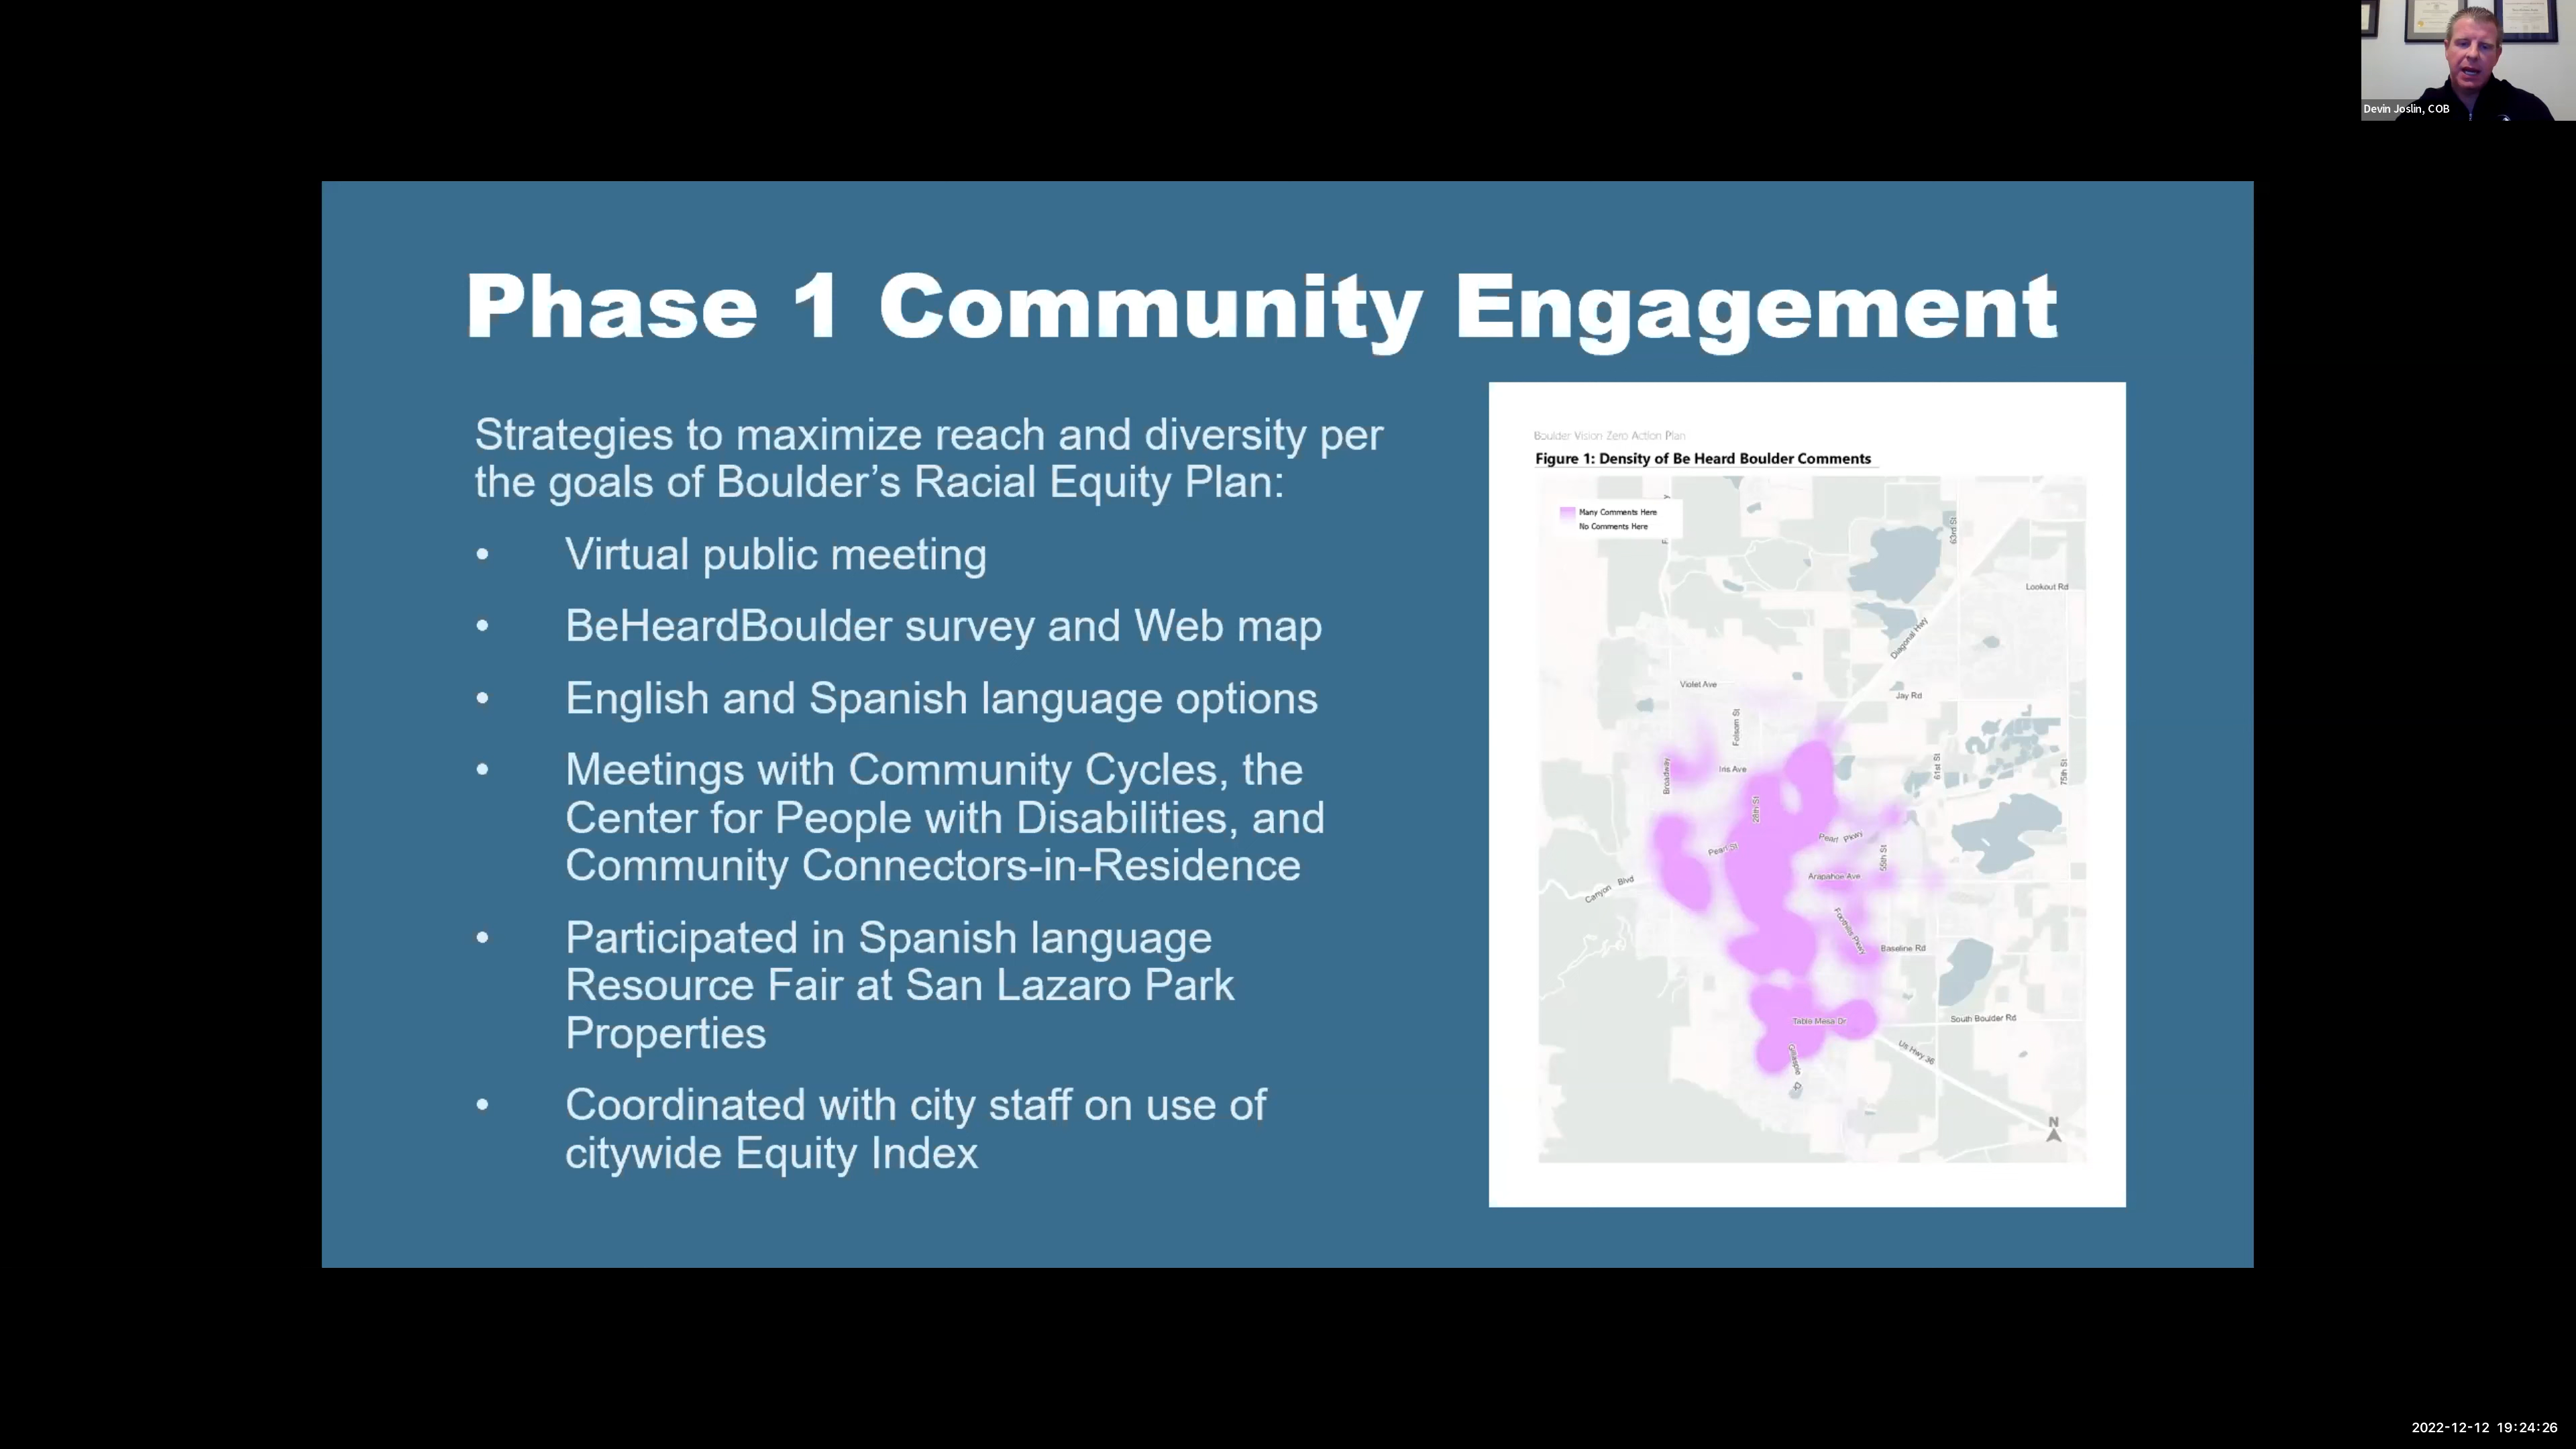 Devin Joslin, COB
Phase 1 Community Engagement
Strategies to maximize reach and diversity per
the goals of Boulder’s Racial Equity Plan:
• Virtual public meeting
• BeHeardBoulder survey and Web map
• English and Spanish language options
• Meetings with Community Cycles, the
Center for People with Disabilities, and
Community Connectors-in-Residence
• Participated in Spanish language
Resource Fair at San Lazaro Park
Properties
• Coordinated with city staff on use of
citywide Equity Index
Boulder Vision Zero Action Plan
Figure 1: Density of Be Heard Boulder Comments
Many Comments Here
No Comments Here
63rd St
Lookout Rd
Diagonal Hwy
Violet Ave
Jay Rd
Folsom St
Iris Ave
Broadway
61st St
75th St
28th St
Pearl Pkwy
Pearl St
55th St
Arapahoe Ave
Canyon Blvd
Foothills Pkwy
Baseline Rd
Table Mesa Dr
South Boulder Rd
Us Hwy 36
Gillaspie
N
2022-12-12 19:24:26